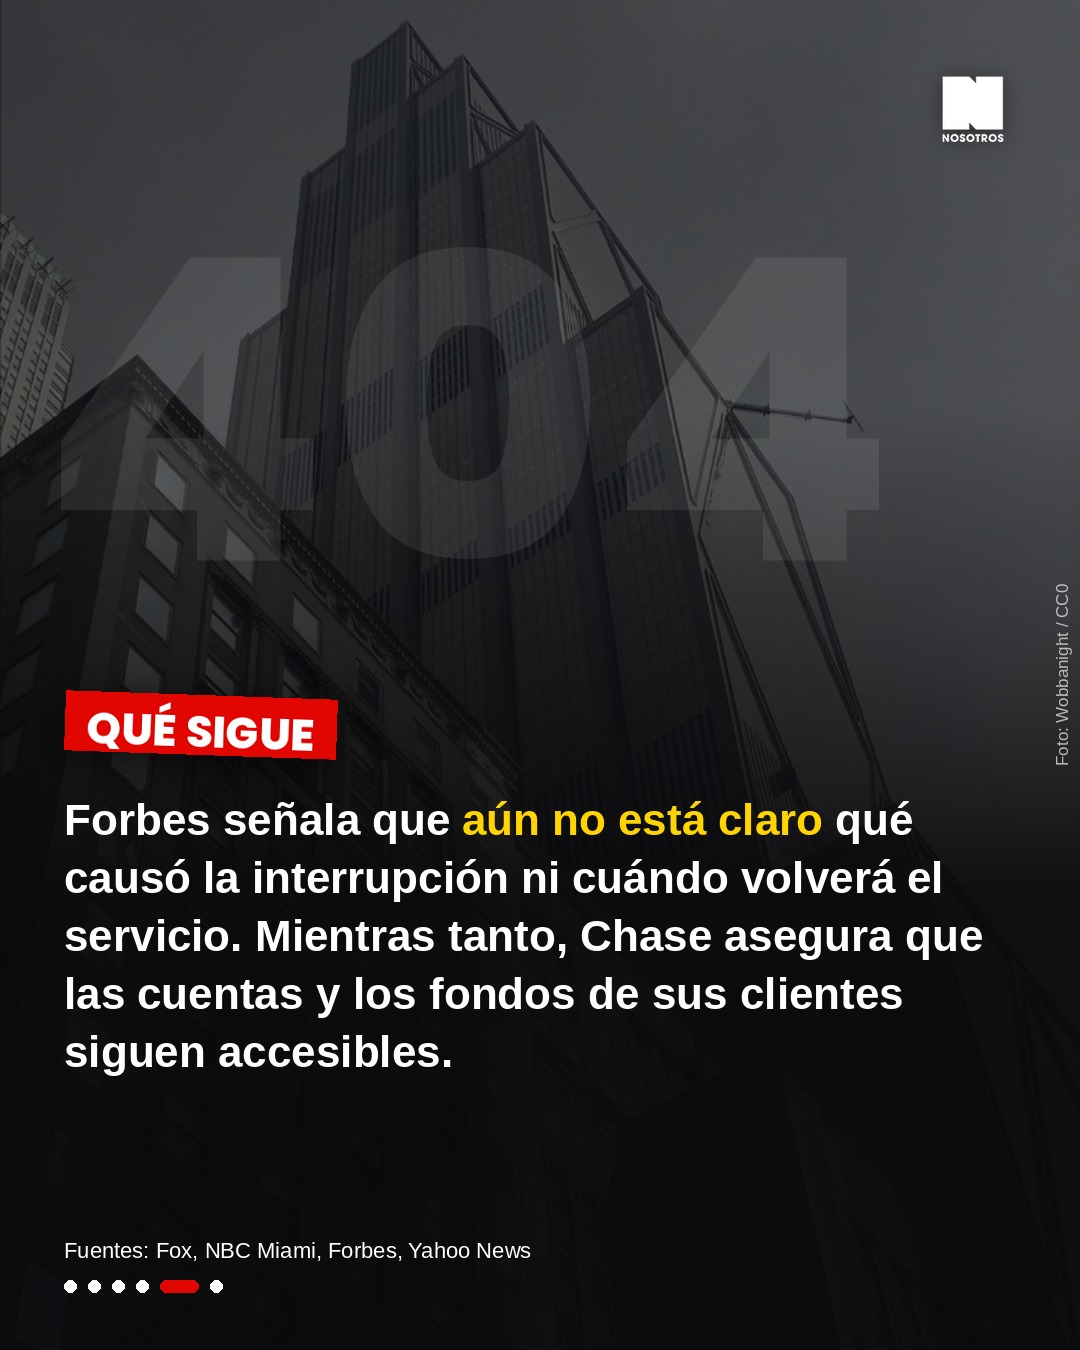 NOSOTROS
404
Foto: Wobbanight / CC0
QUÉ SIGUE
Forbes señala que aún no está claro qué
causó la interrupción ni cuándo volverá el
servicio. Mientras tanto, Chase asegura que
las cuentas y los fondos de sus clientes
siguen accesibles.
Fuentes: Fox, NBC Miami, Forbes, Yahoo News